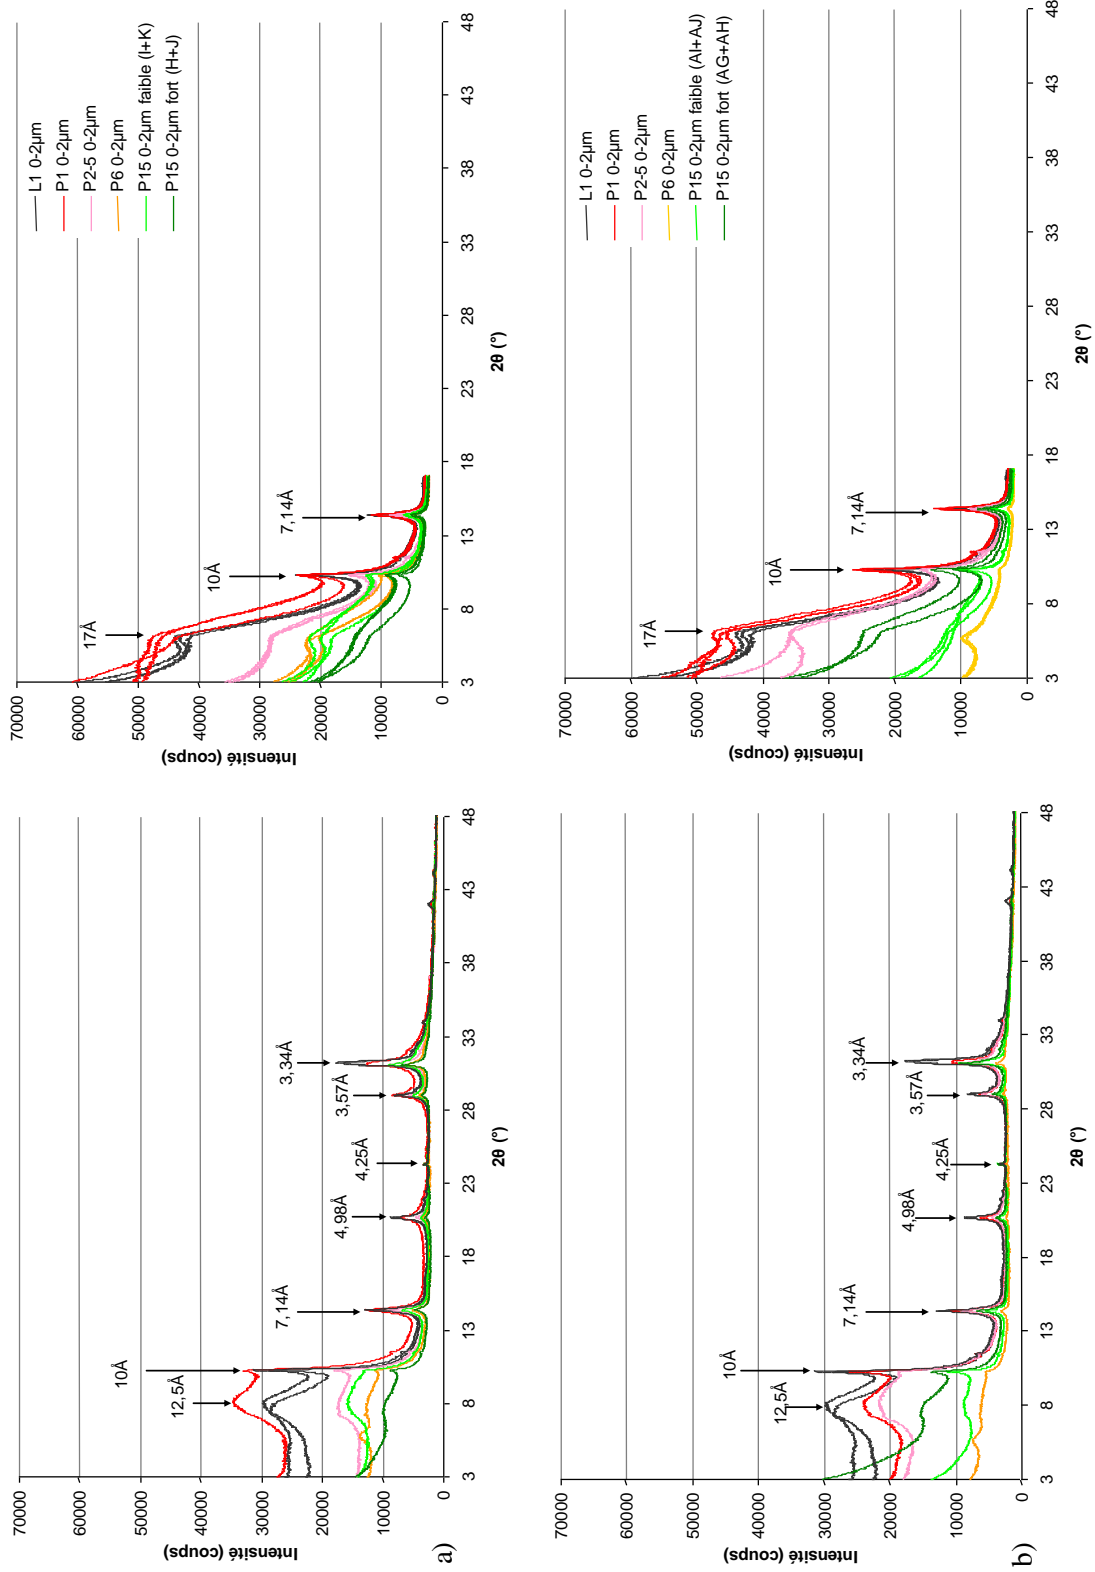 a)
Intensité (coups)
70000
60000
50000
40000
30000
20000
10000
0
12,5Å
10Å
7,14Å
4,98Å
4,25Å
3,57Å
3,34Å
3 8 13 18 23 28 33 38 43 48
2θ (°)
Intensité (coups)
70000
60000
50000
40000
30000
20000
10000
0
17Å
10Å
7,14Å
L1 0-2µm
P1 0-2µm
P2-5 0-2µm
P6 0-2µm
P15 0-2µm faible (I+K)
P15 0-2µm fort (H+J)
3 8 13 18 23 28 33 38 43 48
2θ (°)
b)
Intensité (coups)
70000
60000
50000
40000
30000
20000
10000
0
12,5Å
10Å
7,14Å
4,98Å
4,25Å
3,57Å
3,34Å
3 8 13 18 23 28 33 38 43 48
2θ (°)
Intensité (coups)
70000
60000
50000
40000
30000
20000
10000
0
17Å
10Å
7,14Å
L1 0-2µm
P1 0-2µm
P2-5 0-2µm
P6 0-2µm
P15 0-2µm faible (AI+AJ)
P15 0-2µm fort (AG+AH)
3 8 13 18 23 28 33 38 43 48
2θ (°)